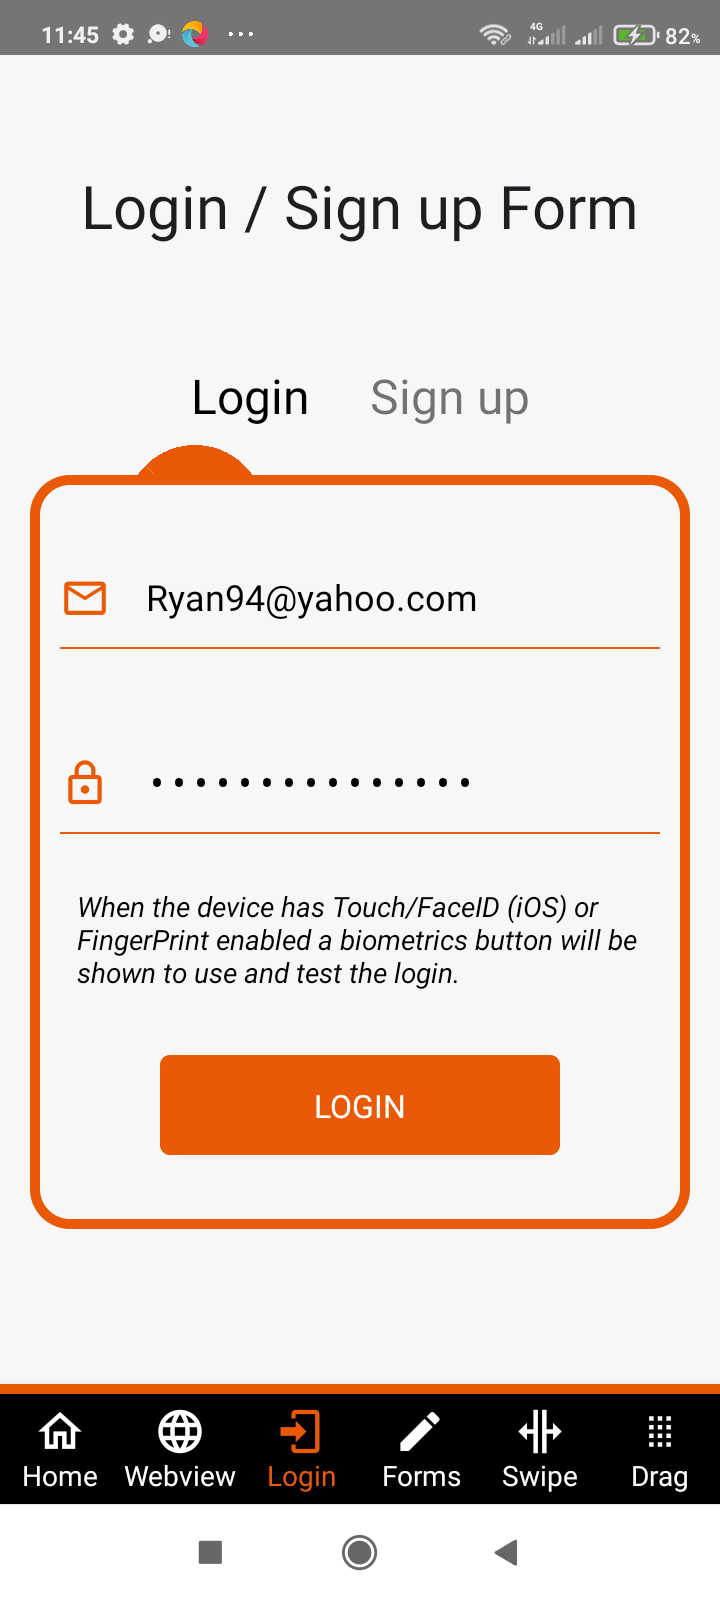 11:45 4G 82%
Login / Sign up Form
Login Sign up
Ryan94@yahoo.com
•••••••••••••••
When the device has Touch/FaceID (iOS) or
FingerPrint enabled a biometrics button will be
shown to use and test the login.
LOGIN
Home Webview Login Forms Swipe Drag